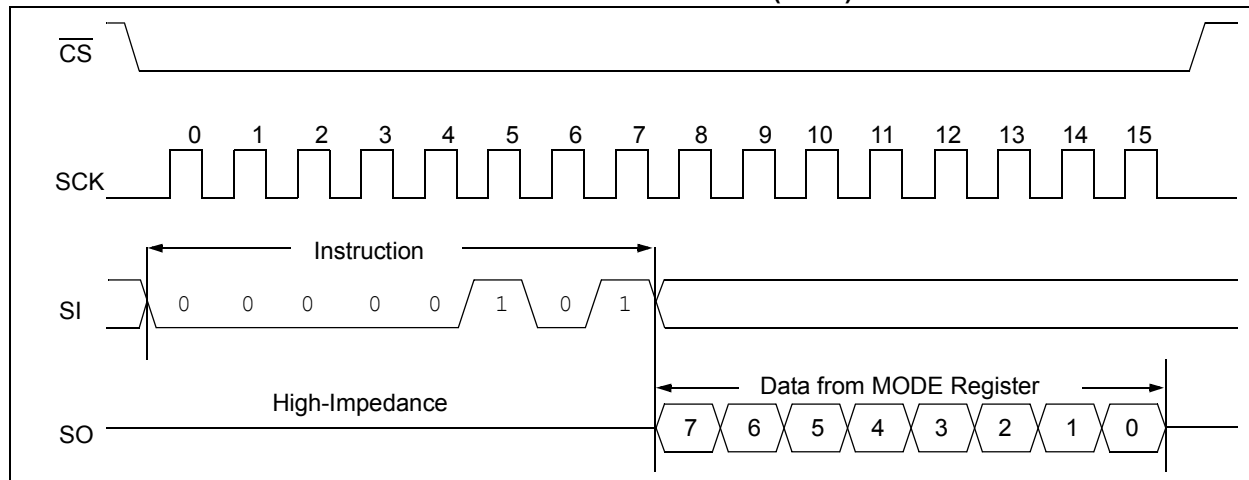 CS
0 1 2 3 4 5 6 7 8 9 10 11 12 13 14 15
SCK
Instruction
SI 0 0 0 0 0 1 0 1
Data from MODE Register
High-Impedance
SO 7 6 5 4 3 2 1 0